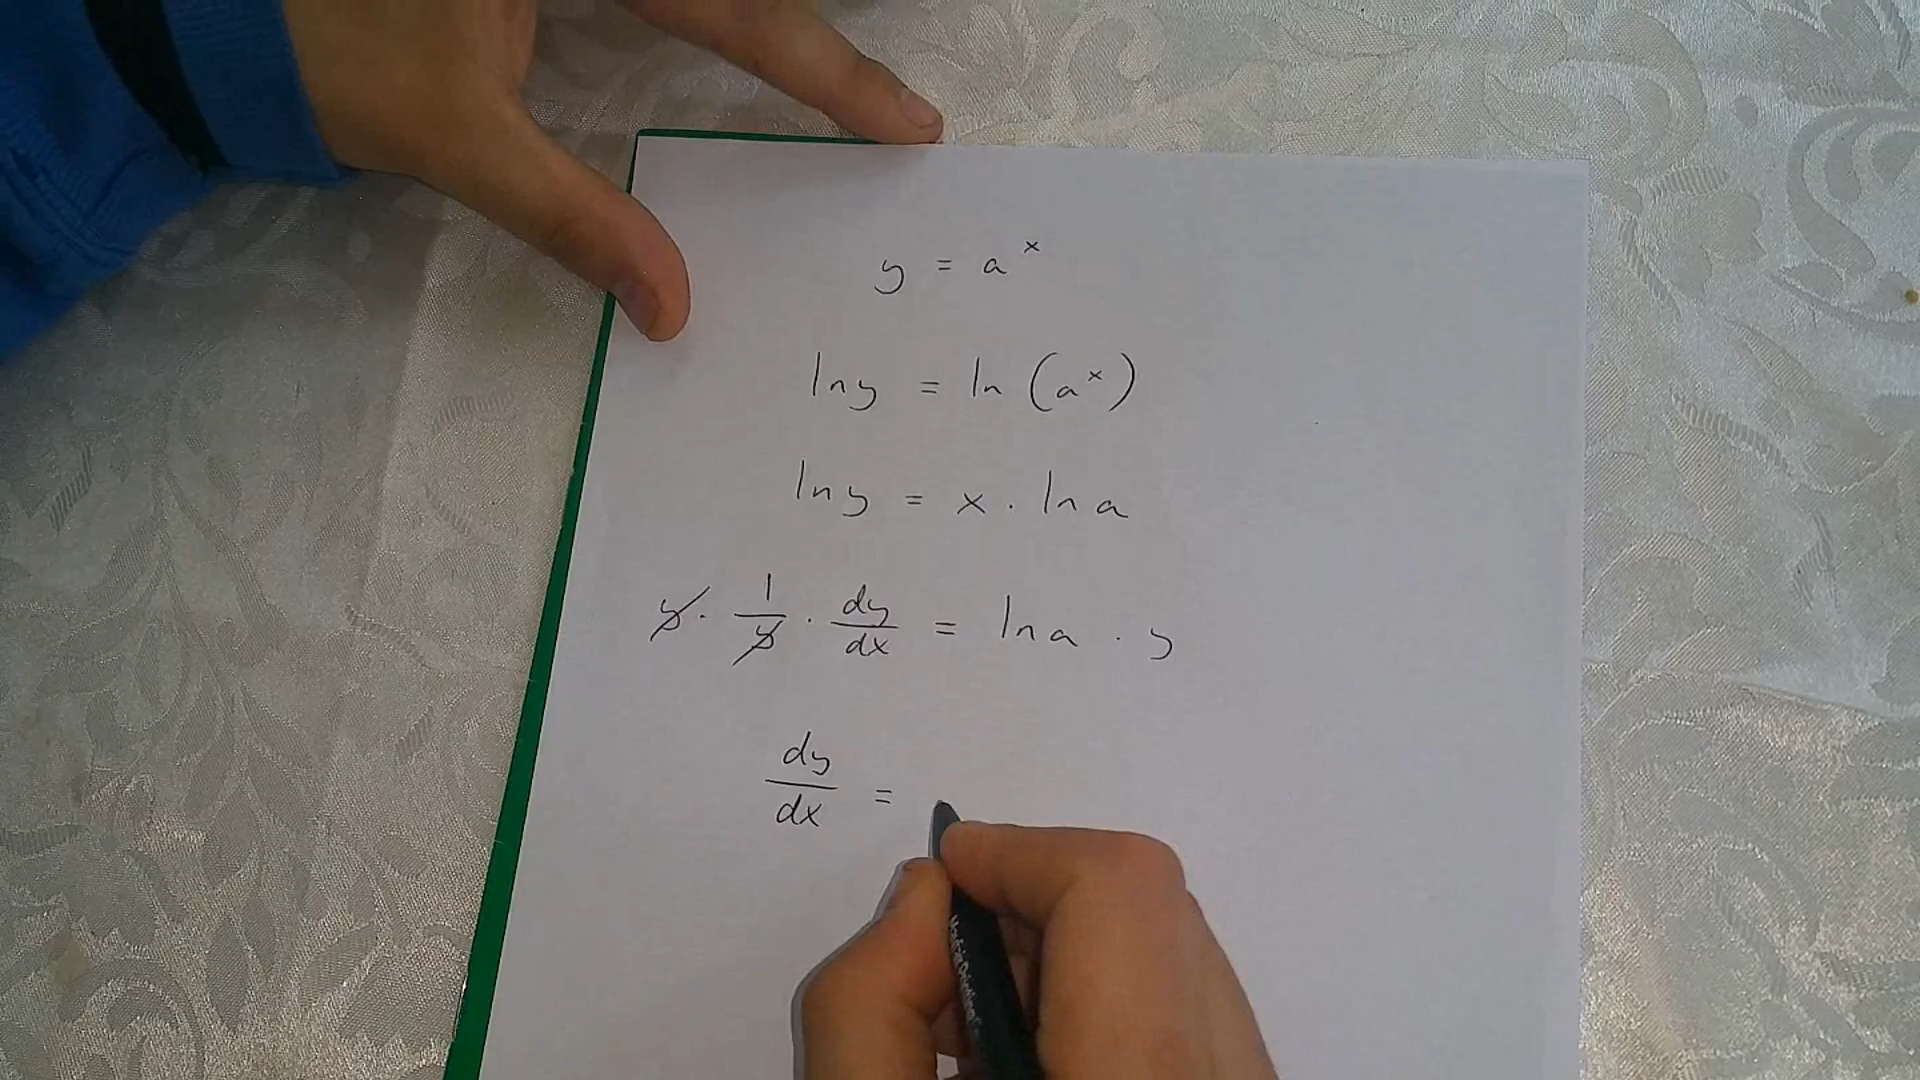 y = a^x
ln y = ln (a^x)
ln y = x . ln a
y . 1/y . dy/dx = ln a . y
dy/dx =